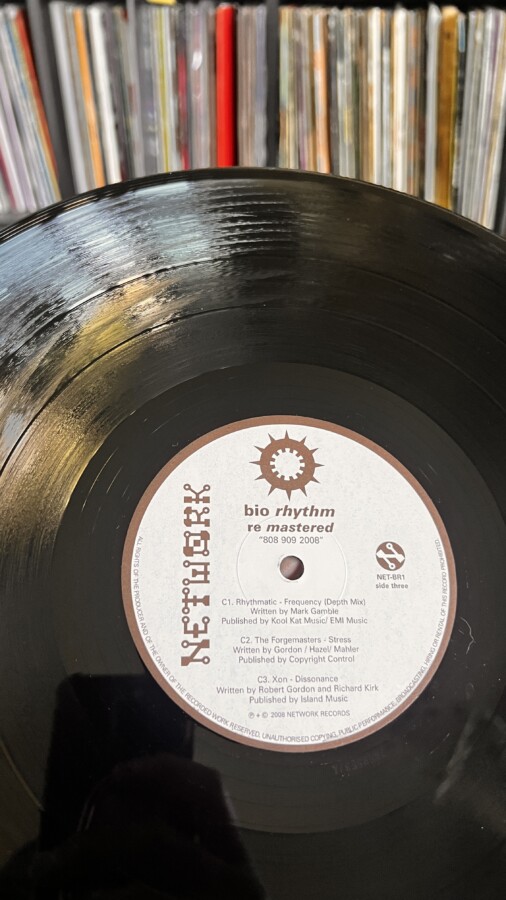 bio rhythm
re mastered
"808 909 2008"
NETWORK
NET-BR1
side three
C1. Rhythmatic - Frequency (Depth Mix)
Written by Mark Gamble
Published by Kool Kat Music/ EMI Music
C2. The Forgemasters - Stress
Written by Gordon / Hazel/ Mahler
Published by Copyright Control
C3. Xon - Dissonance
Written by Robert Gordon and Richard Kirk
Published by Island Music
℗ + © 2008 NETWORK RECORDS
ALL RIGHTS OF THE PRODUCER AND OF THE OWNER OF THE RECORDED WORK RESERVED. UNAUTHORISED COPYING, PUBLIC PERFORMANCE, BROADCASTING, HIRING OR RENTAL OF THIS RECORD PROHIBITED.